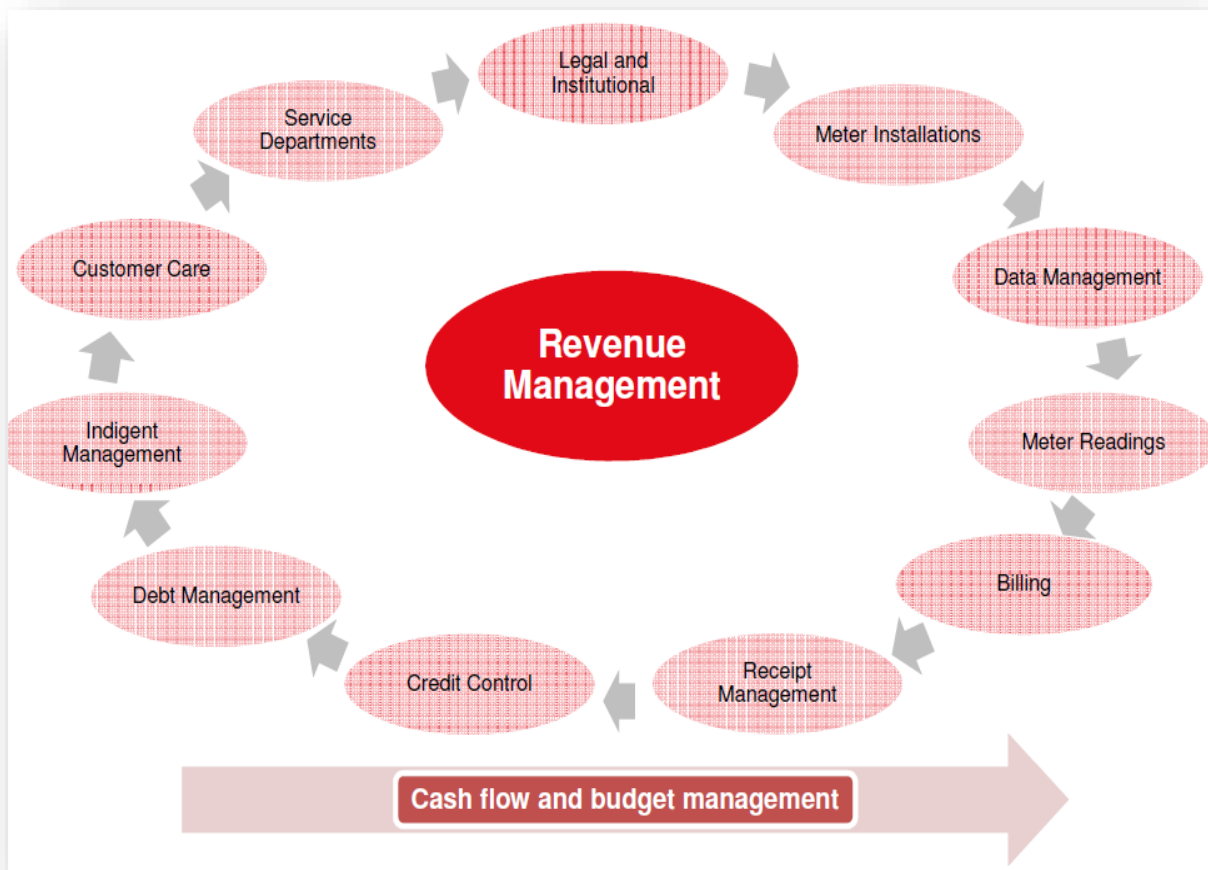 Legal and
Institutional
Meter Installations
Data Management
Meter Readings
Billing
Receipt
Management
Credit Control
Debt Management
Indigent
Management
Customer Care
Service
Departments
Revenue
Management
Cash flow and budget management